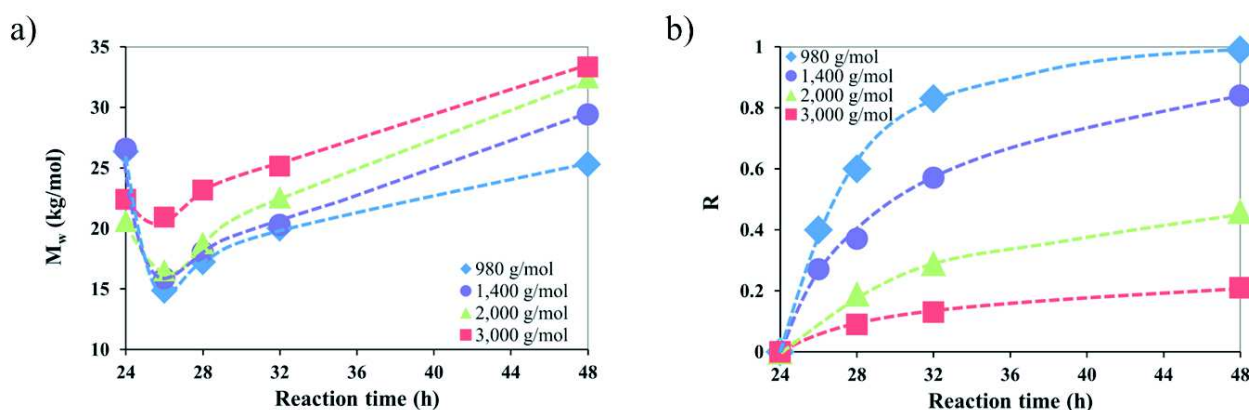 a)
35
30
25
20
15
10
M_w (kg/mol)
24 28 32 36 40 44 48
Reaction time (h)
980 g/mol
1,400 g/mol
2,000 g/mol
3,000 g/mol
b)
1
0.8
0.6
0.4
0.2
0
R
24 28 32 36 40 44 48
Reaction time (h)
980 g/mol
1,400 g/mol
2,000 g/mol
3,000 g/mol